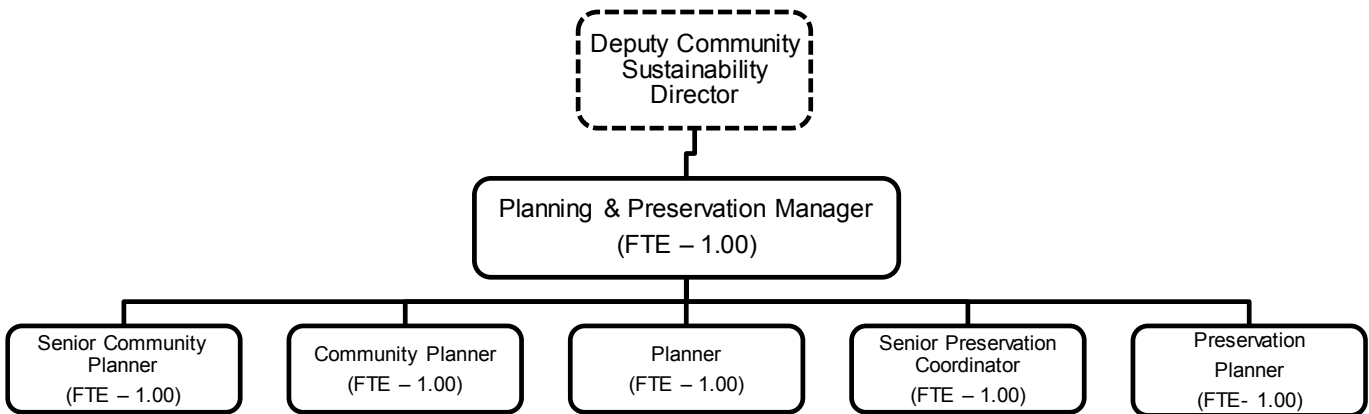 Deputy Community
Sustainability
Director
Planning & Preservation Manager
(FTE – 1.00)
Senior Community
Planner
(FTE – 1.00)
Community Planner
(FTE – 1.00)
Planner
(FTE – 1.00)
Senior Preservation
Coordinator
(FTE – 1.00)
Preservation
Planner
(FTE- 1.00)